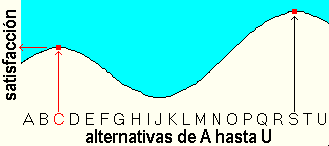 satisfacción
A B C D E F G H I J K L M N O P Q R S T U
alternativas de A hasta U